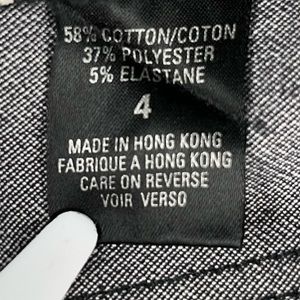 58% COTTON/COTON
37% POLYESTER
5% ELASTANE
4
MADE IN HONG KONG
FABRIQUE A HONG KONG
CARE ON REVERSE
VOIR VERSO